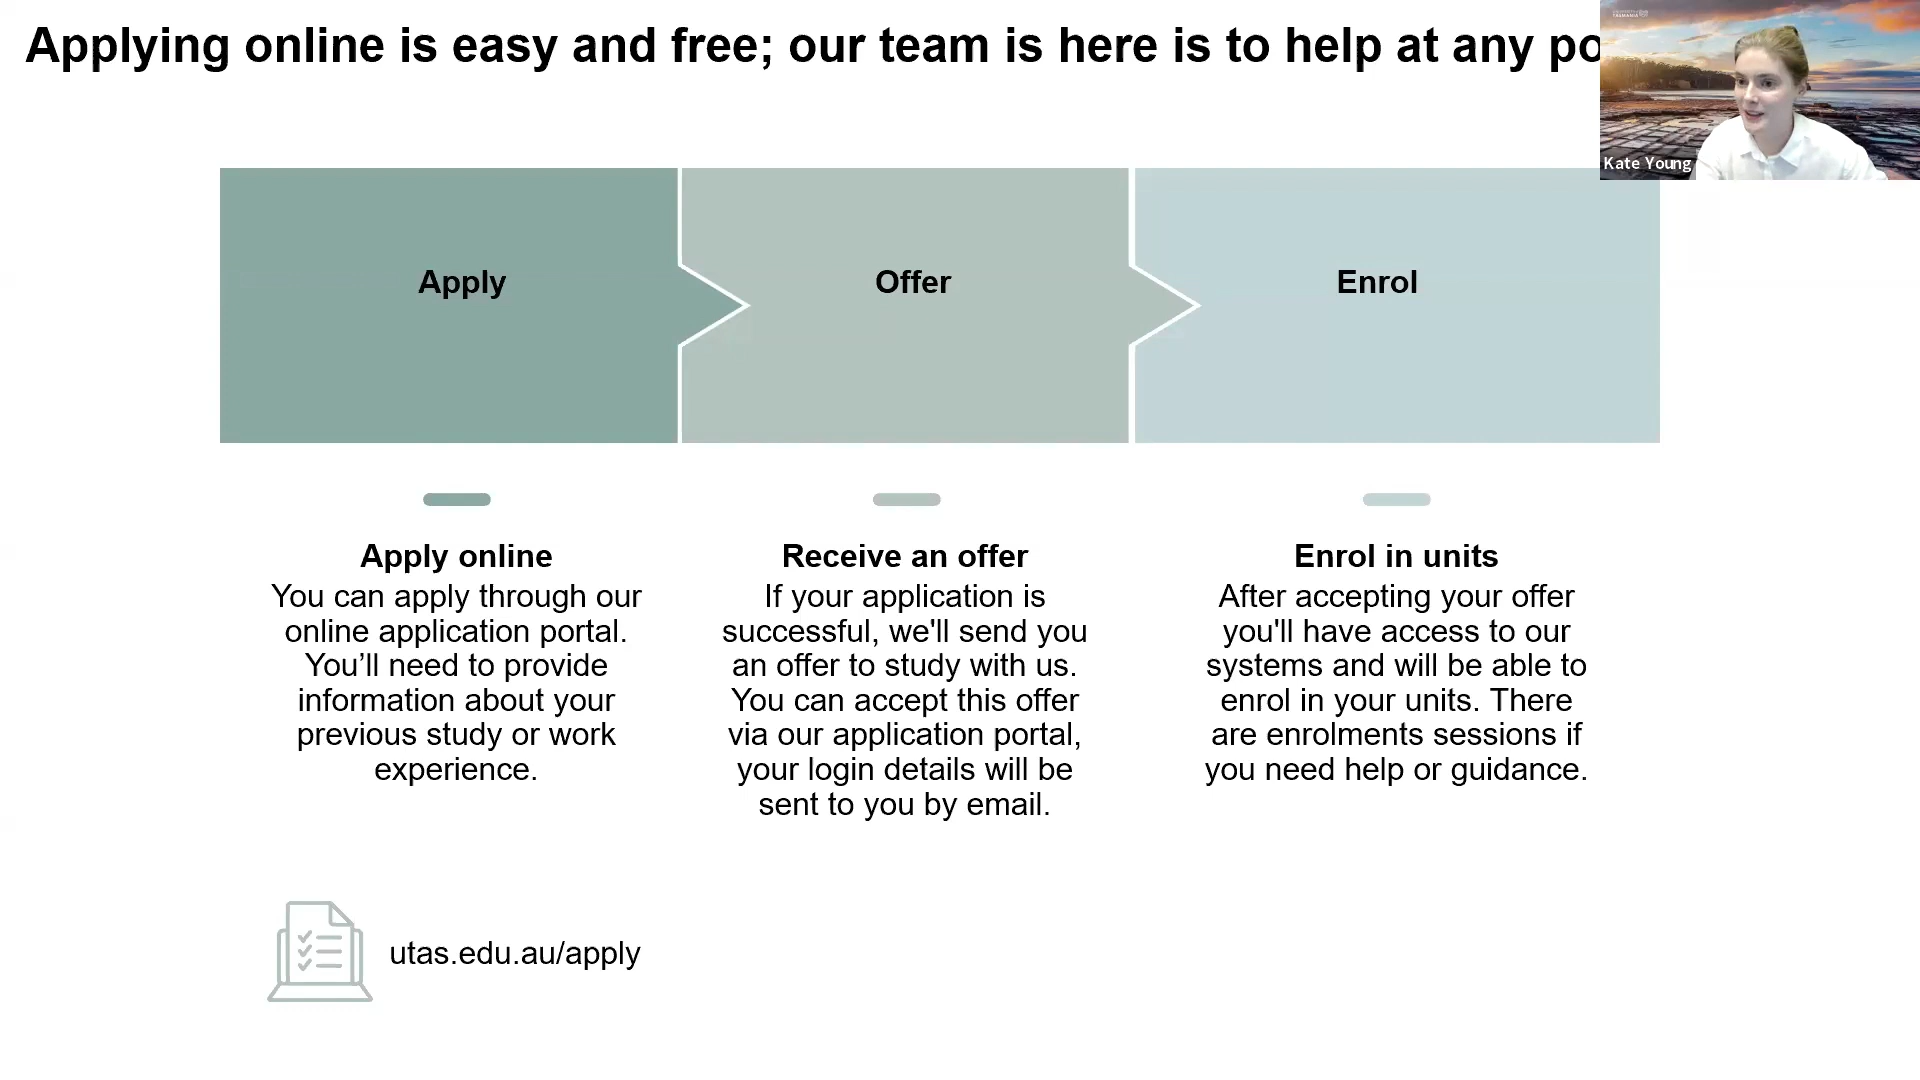 Applying online is easy and free; our team is here is to help at any
Kate Young
Apply
Offer
Enrol
Apply online
You can apply through our
online application portal.
You’ll need to provide
information about your
previous study or work
experience.
Receive an offer
If your application is
successful, we'll send you
an offer to study with us.
You can accept this offer
via our application portal,
your login details will be
sent to you by email.
Enrol in units
After accepting your offer
you'll have access to our
systems and will be able to
enrol in your units. There
are enrolments sessions if
you need help or guidance.
utas.edu.au/apply